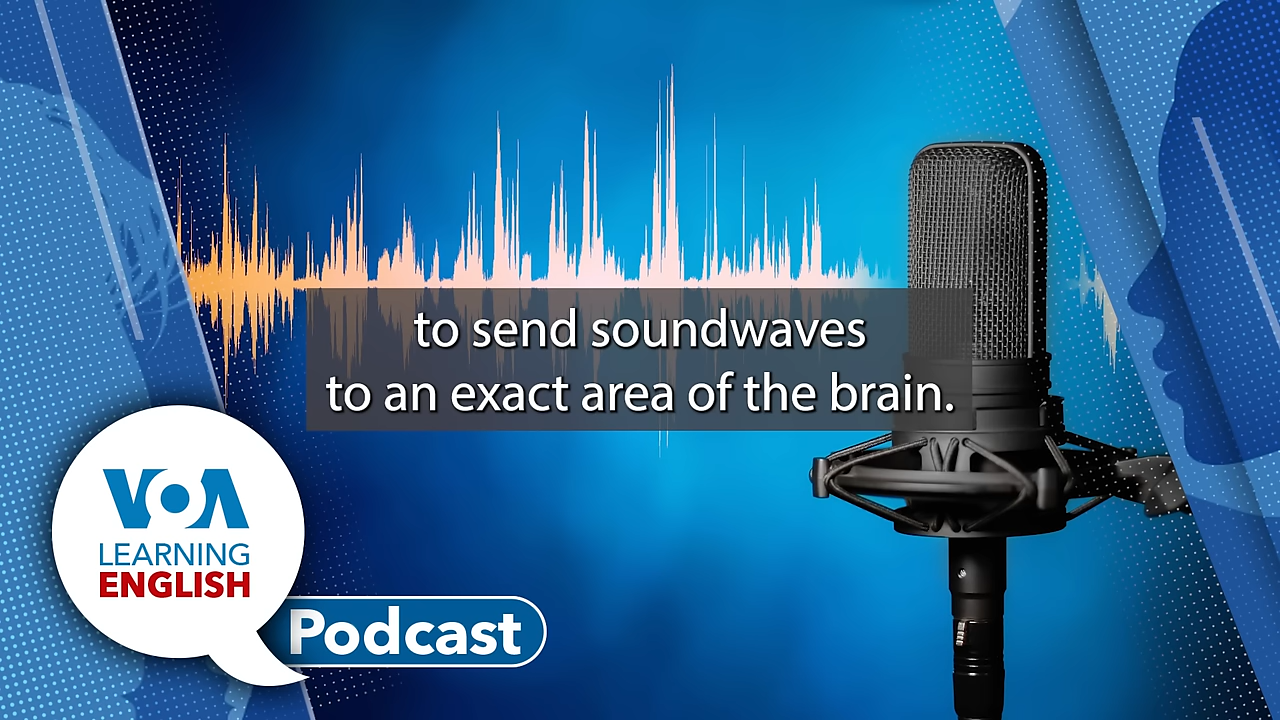 to send soundwaves
to an exact area of the brain.
VOA
LEARNING
ENGLISH
Podcast